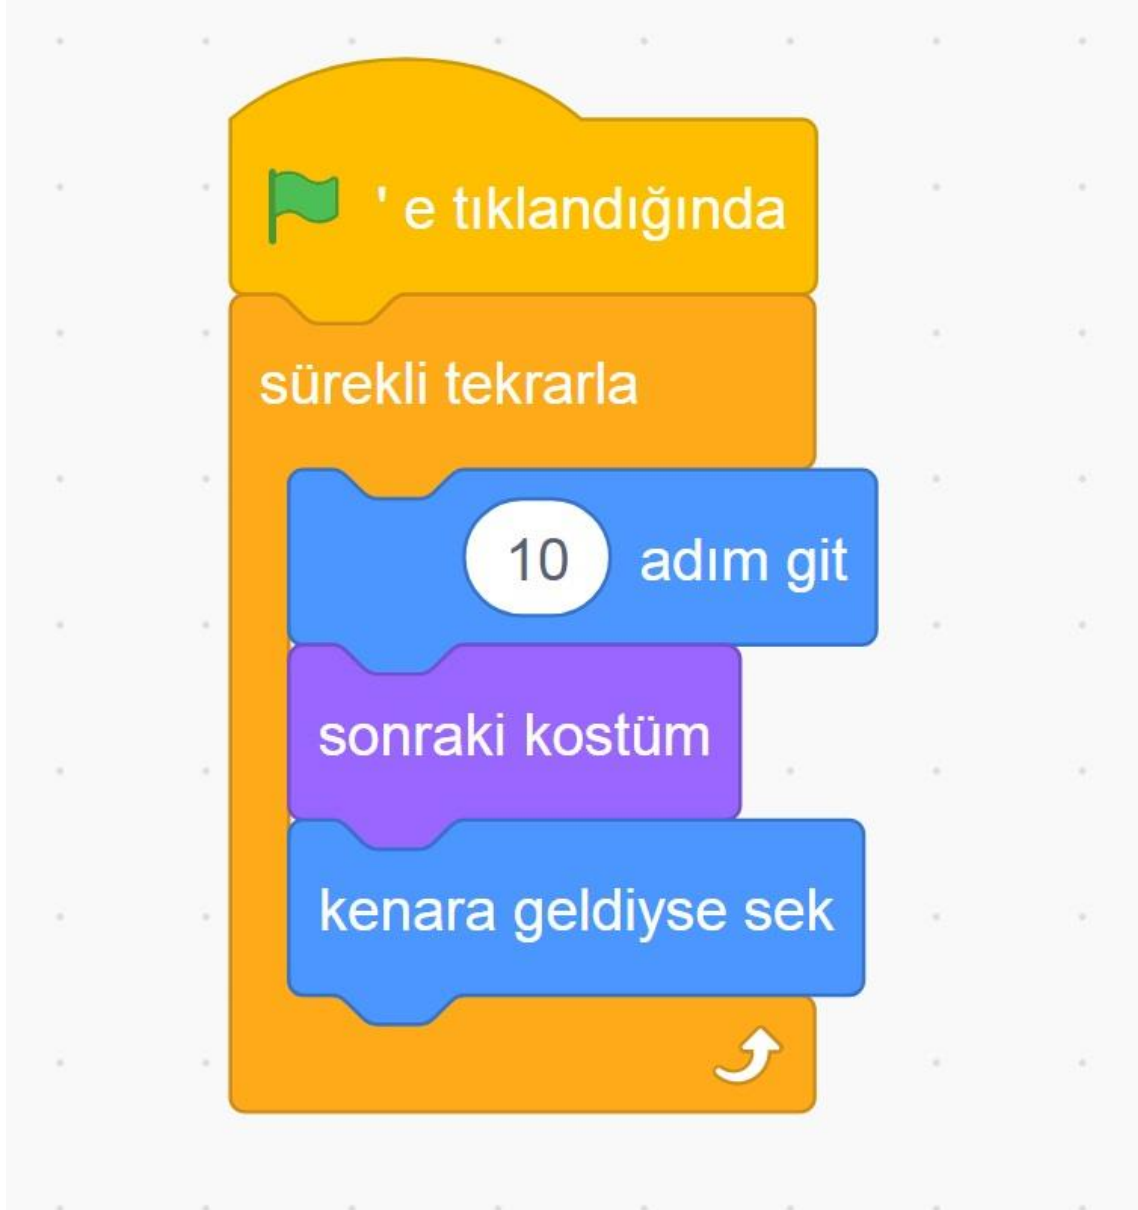 ' e tıklandığında
sürekli tekrarla
10 adım git
sonraki kostüm
kenara geldiyse sek